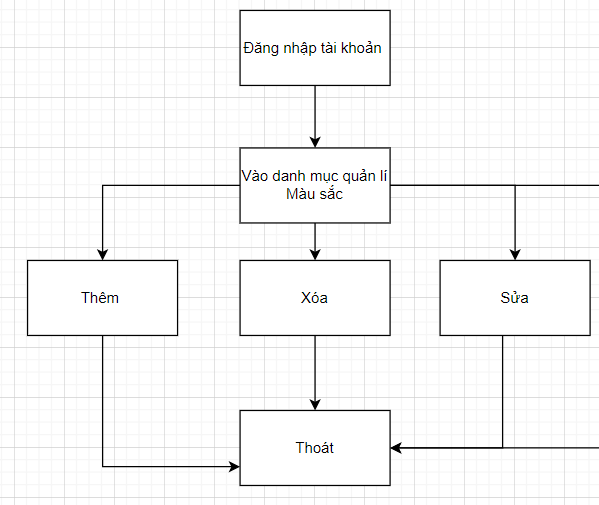 Đăng nhập tài khoản
Vào danh mục quản lí
Màu sắc
Thêm
Xóa
Sửa
Thoát